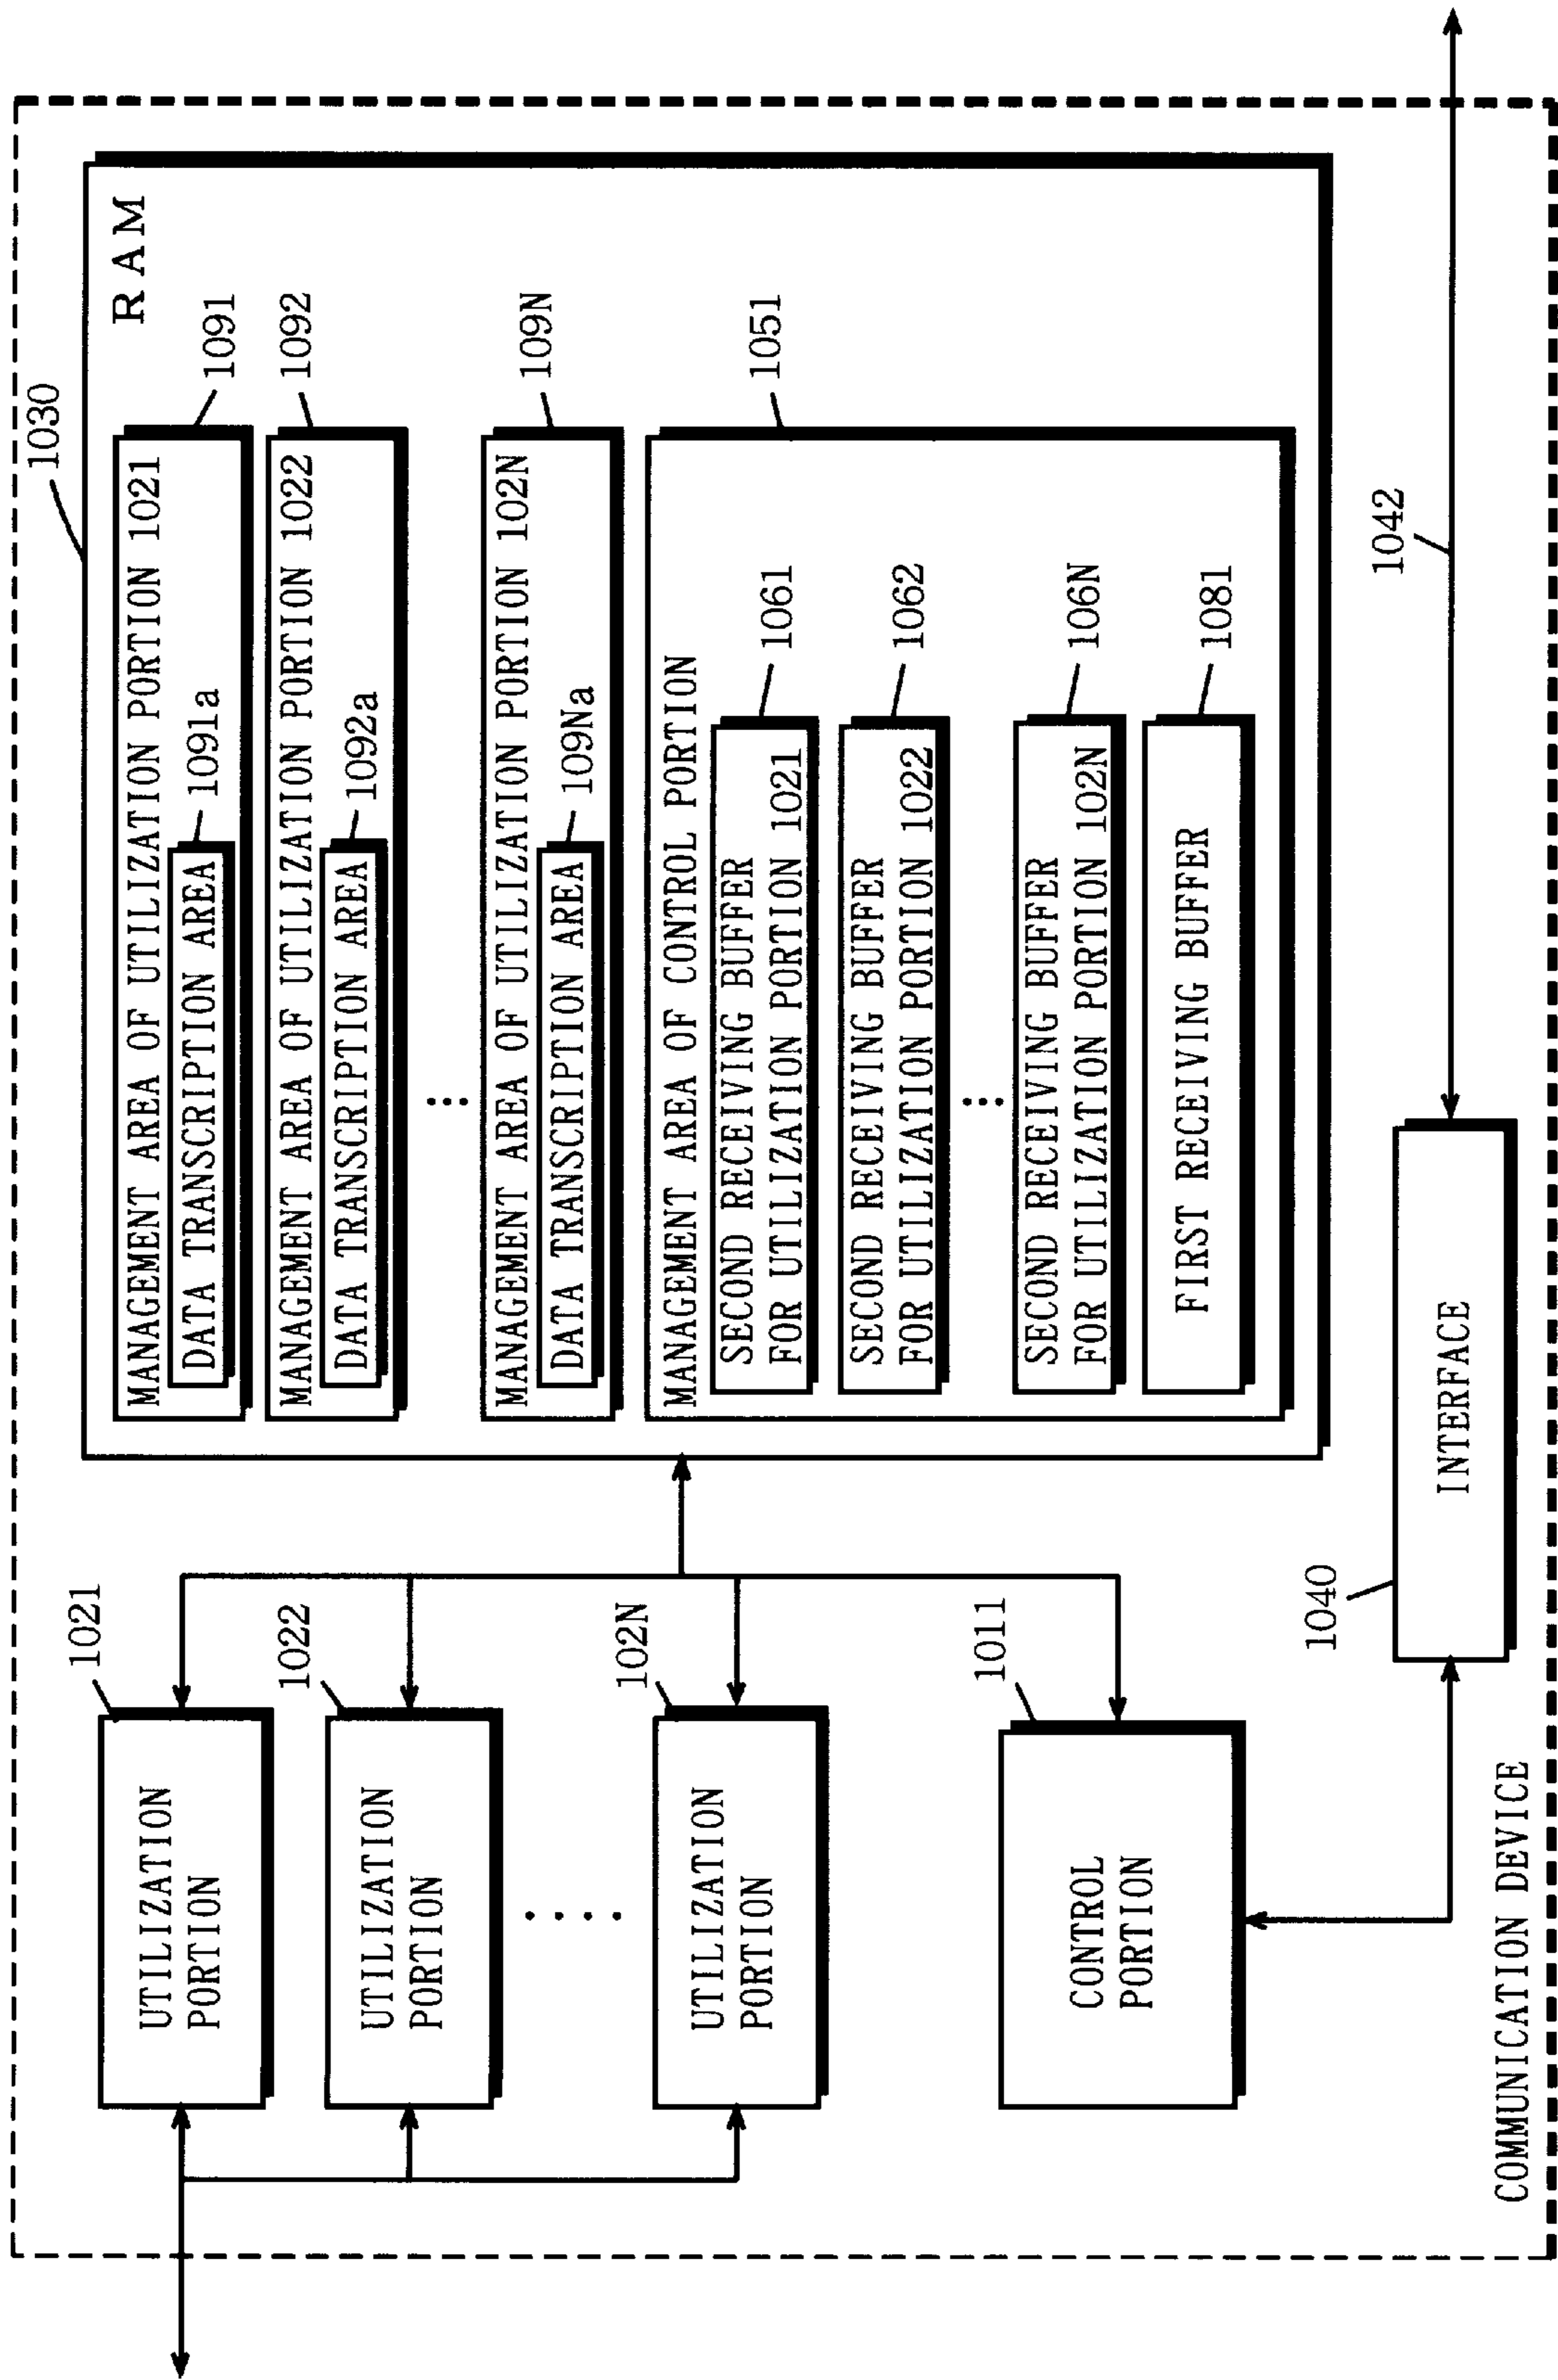 1021
UTILIZATION
PORTION
1022
UTILIZATION
PORTION
....
102N
UTILIZATION
PORTION
1011
CONTROL
PORTION
1030
RAM
MANAGEMENT AREA OF UTILIZATION PORTION 1021
1091
DATA TRANSCRIPTION AREA
1091a
MANAGEMENT AREA OF UTILIZATION PORTION 1022
1092
DATA TRANSCRIPTION AREA
1092a
...
MANAGEMENT AREA OF UTILIZATION PORTION 102N
109N
DATA TRANSCRIPTION AREA
109Na
MANAGEMENT AREA OF CONTROL PORTION
1051
SECOND RECEIVING BUFFER
FOR UTILIZATION PORTION 1021
1061
SECOND RECEIVING BUFFER
FOR UTILIZATION PORTION 1022
1062
...
SECOND RECEIVING BUFFER
FOR UTILIZATION PORTION 102N
106N
FIRST RECEIVING BUFFER
1081
1040
INTERFACE
1042
COMMUNICATION DEVICE